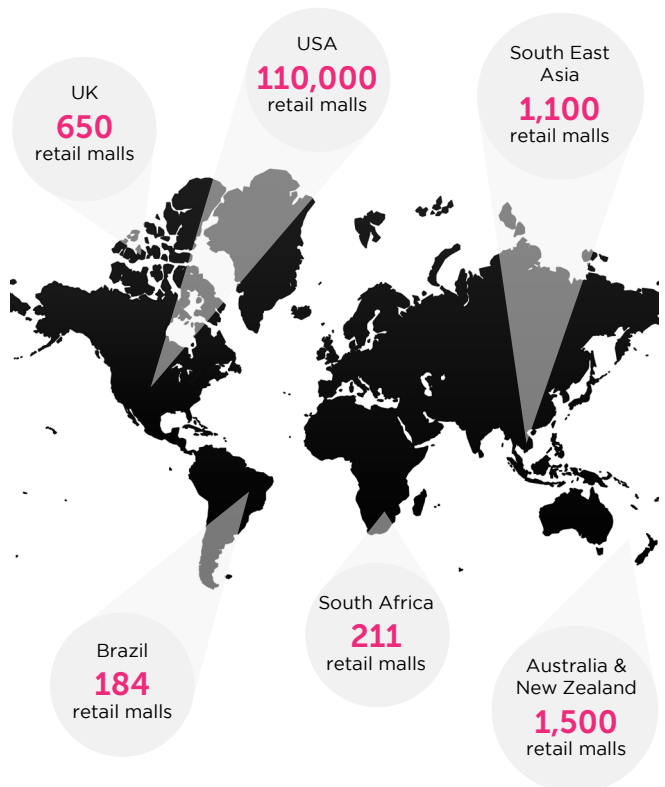 USA
110,000
retail malls
South East
Asia
1,100
retail malls
UK
650
retail malls
South Africa
211
retail malls
Brazil
184
retail malls
Australia &
New Zealand
1,500
retail malls